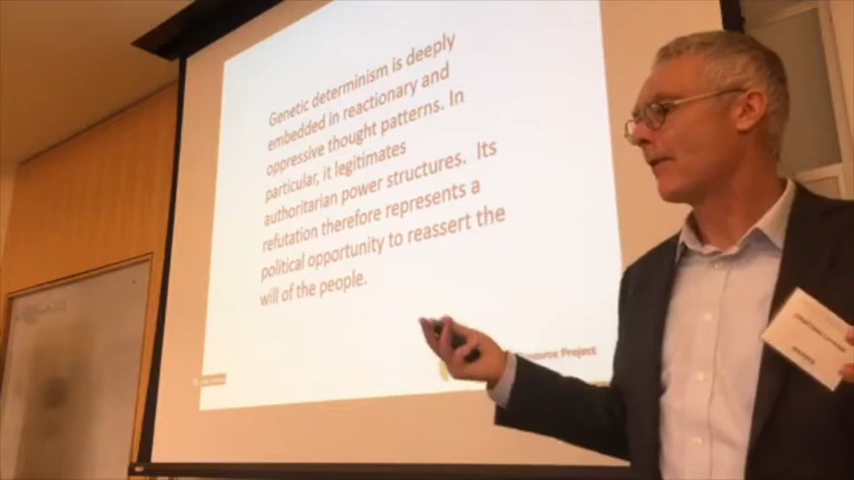 Genetic determinism is deeply
embedded in reactionary and
oppressive thought patterns. In
particular, it legitimates
authoritarian power structures. Its
refutation therefore represents a
political opportunity to reassert the
will of the people.
Project